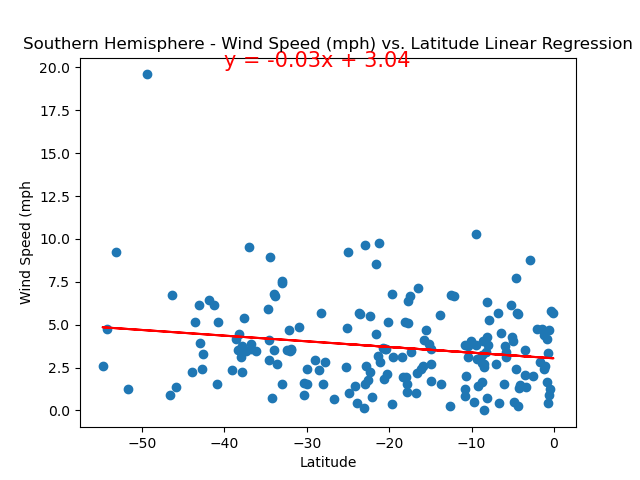 Southern Hemisphere - Wind Speed (mph) vs. Latitude Linear Regression
y = -0.03x + 3.04
20.0
17.5
15.0
12.5
10.0
7.5
5.0
2.5
0.0
Wind Speed (mph
−50 −40 −30 −20 −10 0
Latitude